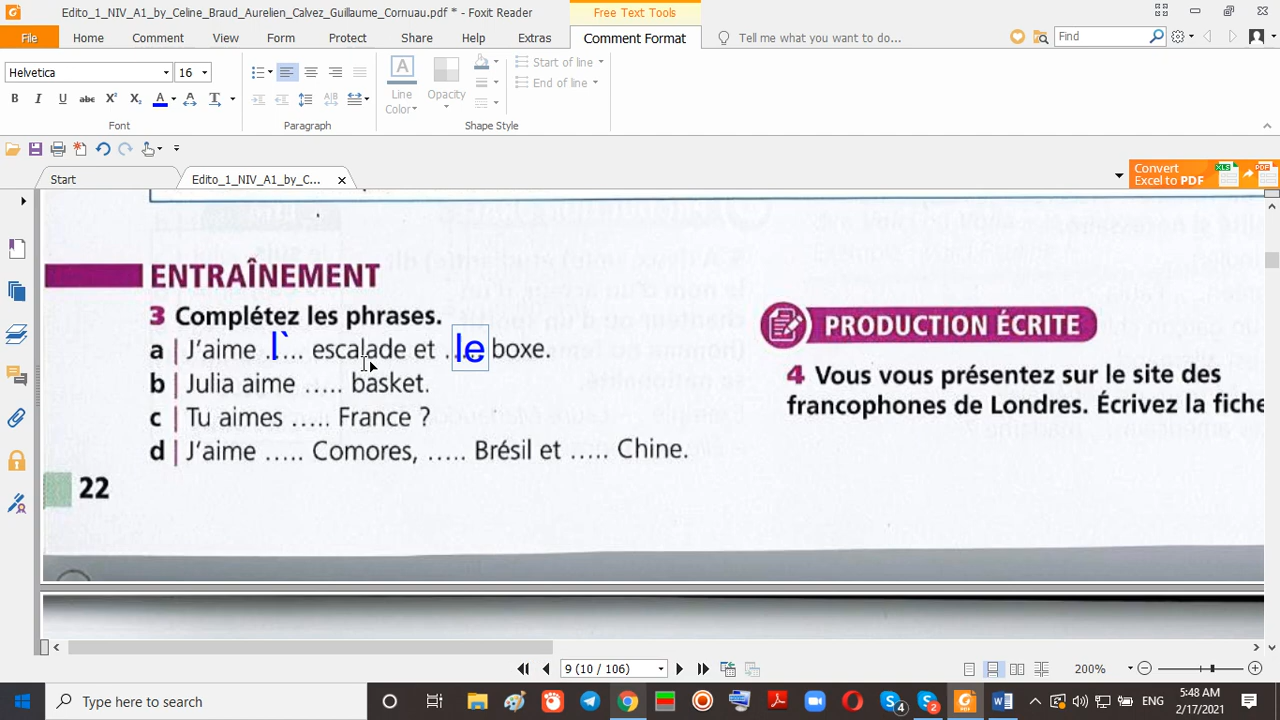 Edito_1_NIV_A1_by_Celine_Braud_Aurelien_Calvez_Guillaume_Cornuau.pdf * - Foxit Reader
Free Text Tools
File Home Comment View Form Protect Share Help Extras Comment Format Tell me what you want to do... Find
Helvetica 16
Line Color
Opacity
Start of line
End of line
Font Paragraph Shape Style
Start Edito_1_NIV_A1_by_C...
Convert Excel to PDF
ENTRAÎNEMENT
3 Complétez les phrases.
a J'aime l` ..... escalade et ..... le boxe.
b Julia aime ..... basket.
c Tu aimes ..... France ?
d J'aime ..... Comores, ..... Brésil et ..... Chine.
22
PRODUCTION ÉCRITE
4 Vous vous présentez sur le site des
francophones de Londres. Écrivez la fiche
9 (10 / 106) 200%
Type here to search
ENG
5:48 AM
2/17/2021